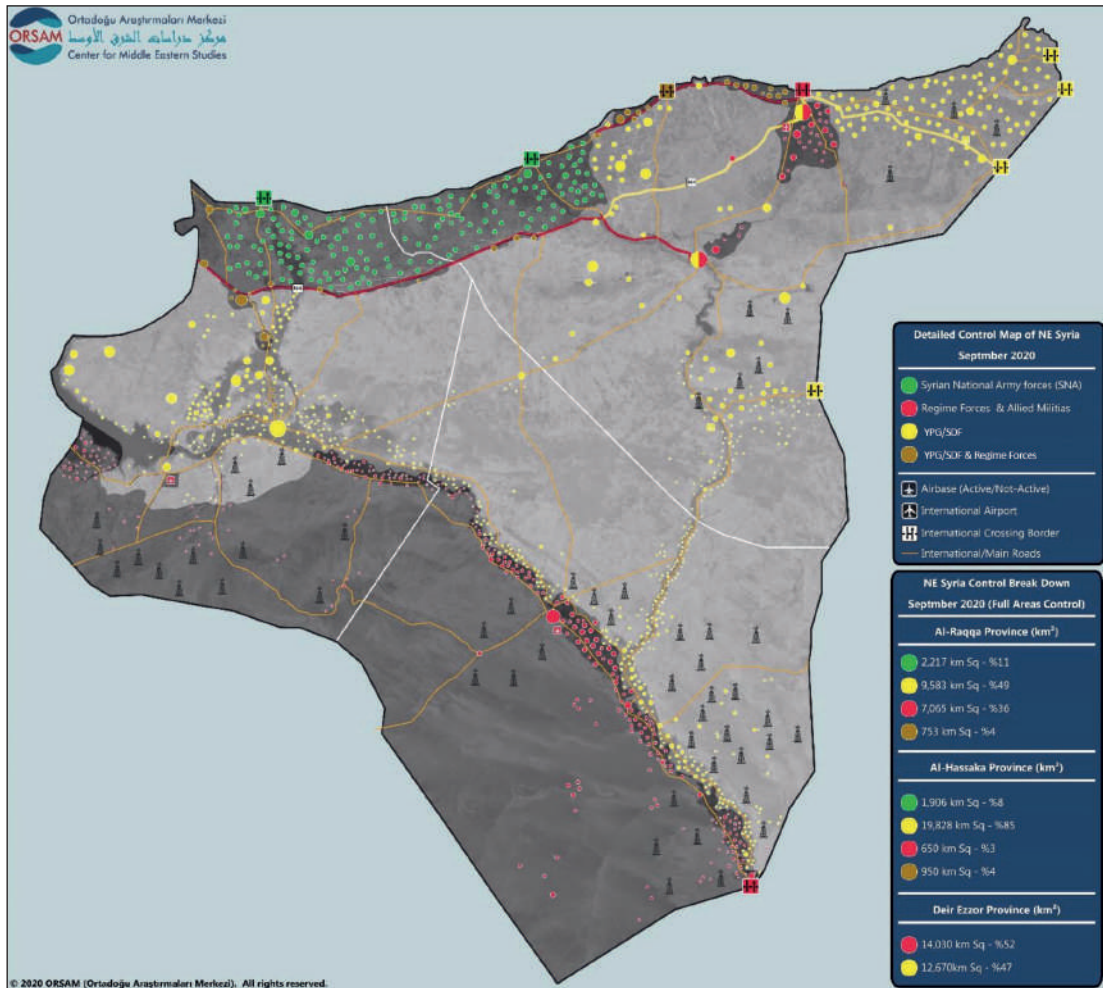 ORSAM
Ortadoğu Araştırmaları Merkezi
مركز دراسات الشرق الأوسط
Center for Middle Eastern Studies
Detailed Control Map of NE Syria
Septmber 2020
Syrian National Army forces (SNA)
Regime Forces & Allied Militias
YPG/SDF
YPG/SDF & Regime Forces
Airbase (Active/Not-Active)
International Airport
International Crossing Border
International/Main Roads
NE Syria Control Break Down
Septmber 2020 (Full Areas Control)
Al-Raqqa Province (km²)
2,217 km Sq - %11
9,583 km Sq - %49
7,065 km Sq - %36
753 km Sq - %4
Al-Hassaka Province (km²)
1,906 km Sq - %8
19,828 km Sq - %85
650 km Sq - %3
950 km Sq - %4
Deir Ezzor Province (km²)
14,030 km Sq - %52
12,670km Sq - %47
© 2020 ORSAM (Ortadoğu Araştırmaları Merkezi). All rights reserved.